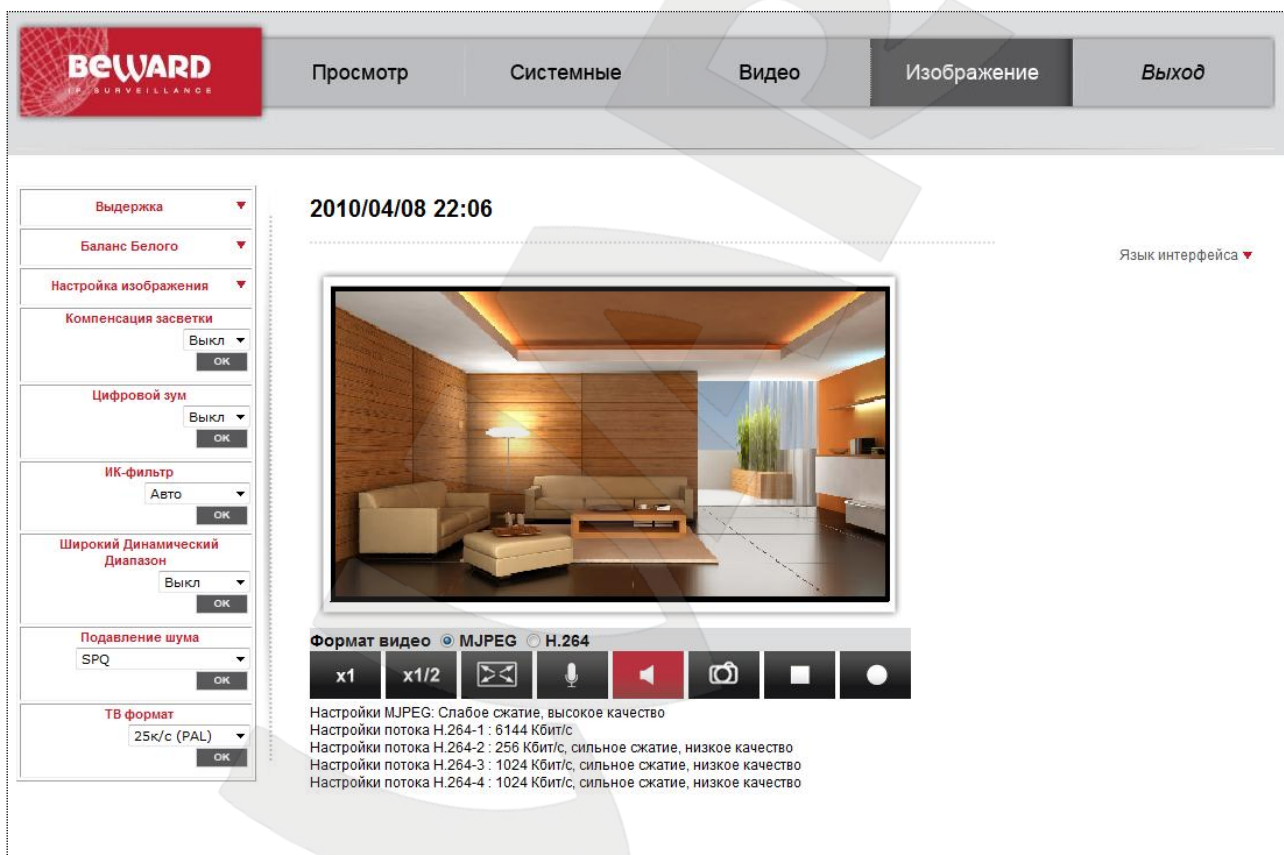 BEWARD
IP SURVEILLANCE
Просмотр
Системные
Видео
Изображение
Выход
Выдержка
Баланс Белого
Настройка изображения
Компенсация засветки
Выкл
OK
Цифровой зум
Выкл
OK
ИК-фильтр
Авто
OK
Широкий Динамический
Диапазон
Выкл
OK
Подавление шума
SPQ
OK
ТВ формат
25к/с (PAL)
OK
2010/04/08 22:06
Язык интерфейса
Формат видео MJPEG H.264
x1
x1/2
Настройки MJPEG: Слабое сжатие, высокое качество
Настройки потока H.264-1 : 6144 Кбит/с
Настройки потока H.264-2 : 256 Кбит/с, сильное сжатие, низкое качество
Настройки потока H.264-3 : 1024 Кбит/с, сильное сжатие, низкое качество
Настройки потока H.264-4 : 1024 Кбит/с, сильное сжатие, низкое качество